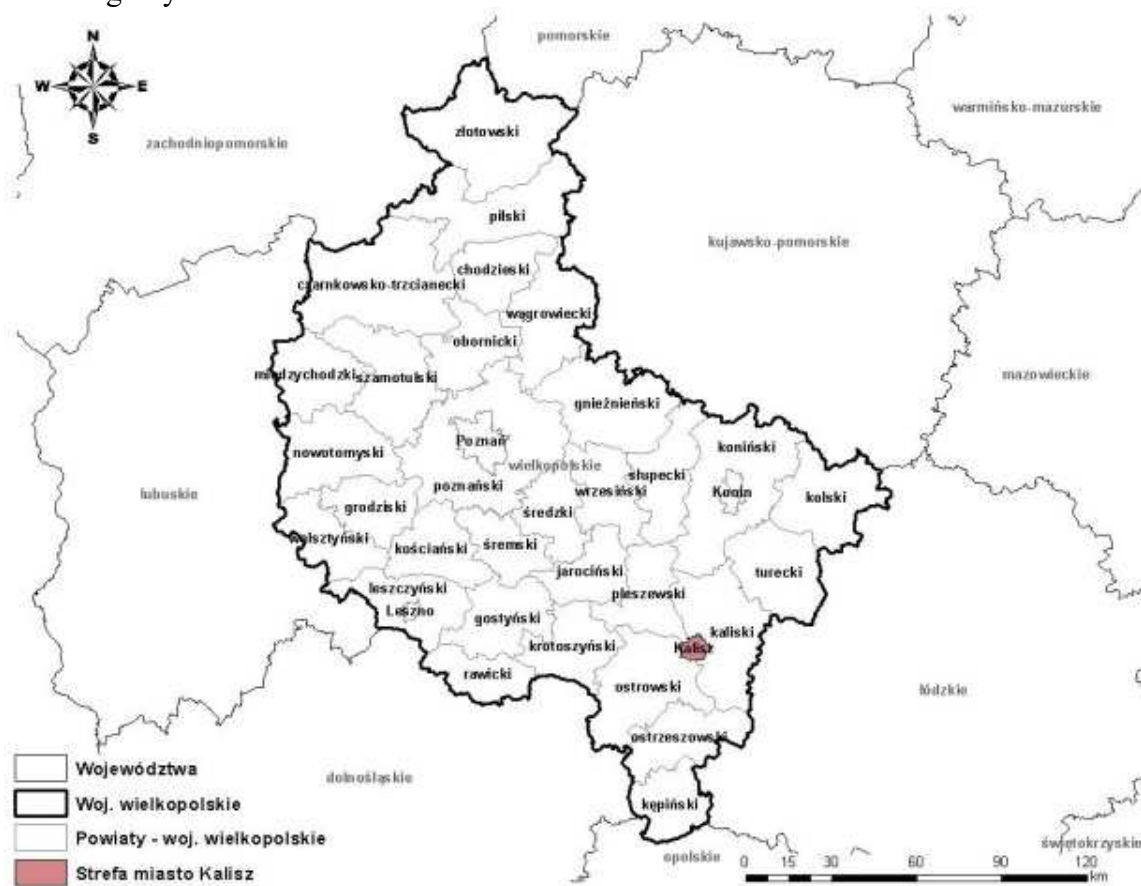 N
W E
S
pomorskie
warmińsko-mazurskie
zachodniopomorskie
złotowski
pilski
kujawsko-pomorskie
chodzieski
czarnkowsko-trzcianecki
wągrowiecki
obornicki
międzychodzki
szamotulski
mazowieckie
gnieźnieński
Poznań
koniński
nowotomyski
wielkopolskie
słupecki
lubuskie
poznański
wrzesiński
Konin
kolski
grodziski
średzki
wolsztyński
kościański
śremski
jarociński
turecki
leszczyński
pleszewski
Leszno
gostyński
kaliski
krotoszyński
Kalisz
rawicki
ostrowski
łódzkie
ostrzeszowski
dolnośląskie
kępiński
opolskie
świętokrzyskie
Województwa
Woj. wielkopolskie
Powiaty - woj. wielkopolskie
Strefa miasto Kalisz
0 15 30 60 90 120
km